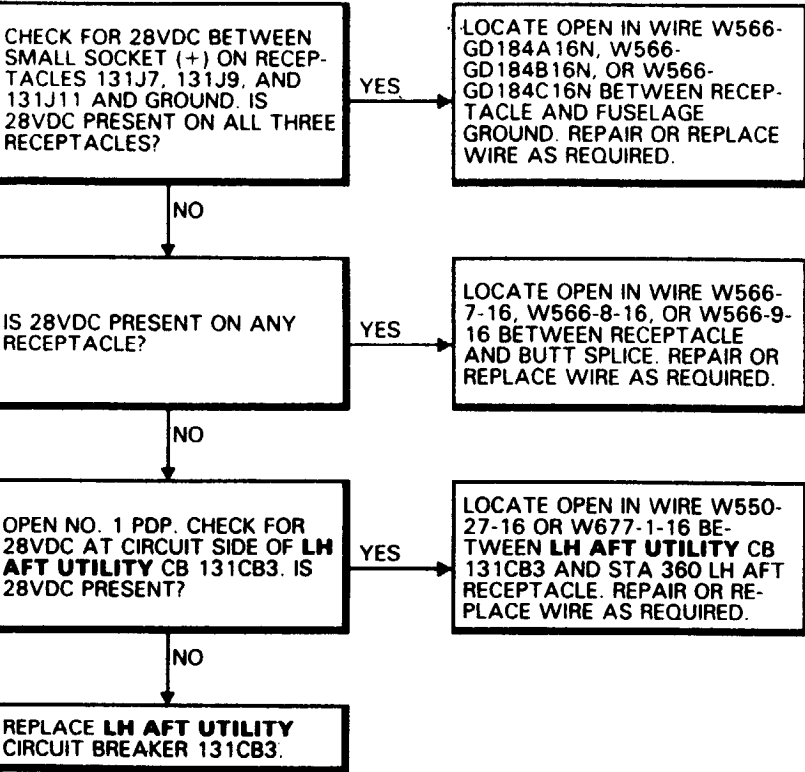 CHECK FOR 28VDC BETWEEN
SMALL SOCKET (+) ON RECEP-
TACLES 131J7, 131J9, AND
131J11 AND GROUND. IS
28VDC PRESENT ON ALL THREE
RECEPTACLES?
YES
LOCATE OPEN IN WIRE W566-
GD184A16N, W566-
GD184B16N, OR W566-
GD184C16N BETWEEN RECEP-
TACLE AND FUSELAGE
GROUND. REPAIR OR REPLACE
WIRE AS REQUIRED.
NO
IS 28VDC PRESENT ON ANY
RECEPTACLE?
YES
LOCATE OPEN IN WIRE W566-
7-16, W566-8-16, OR W566-9-
16 BETWEEN RECEPTACLE
AND BUTT SPLICE. REPAIR OR
REPLACE WIRE AS REQUIRED.
NO
OPEN NO. 1 PDP. CHECK FOR
28VDC AT CIRCUIT SIDE OF LH
AFT UTILITY CB 131CB3. IS
28VDC PRESENT?
YES
LOCATE OPEN IN WIRE W550-
27-16 OR W677-1-16 BE-
TWEEN LH AFT UTILITY CB
131CB3 AND STA 360 LH AFT
RECEPTACLE. REPAIR OR RE-
PLACE WIRE AS REQUIRED.
NO
REPLACE LH AFT UTILITY
CIRCUIT BREAKER 131CB3.